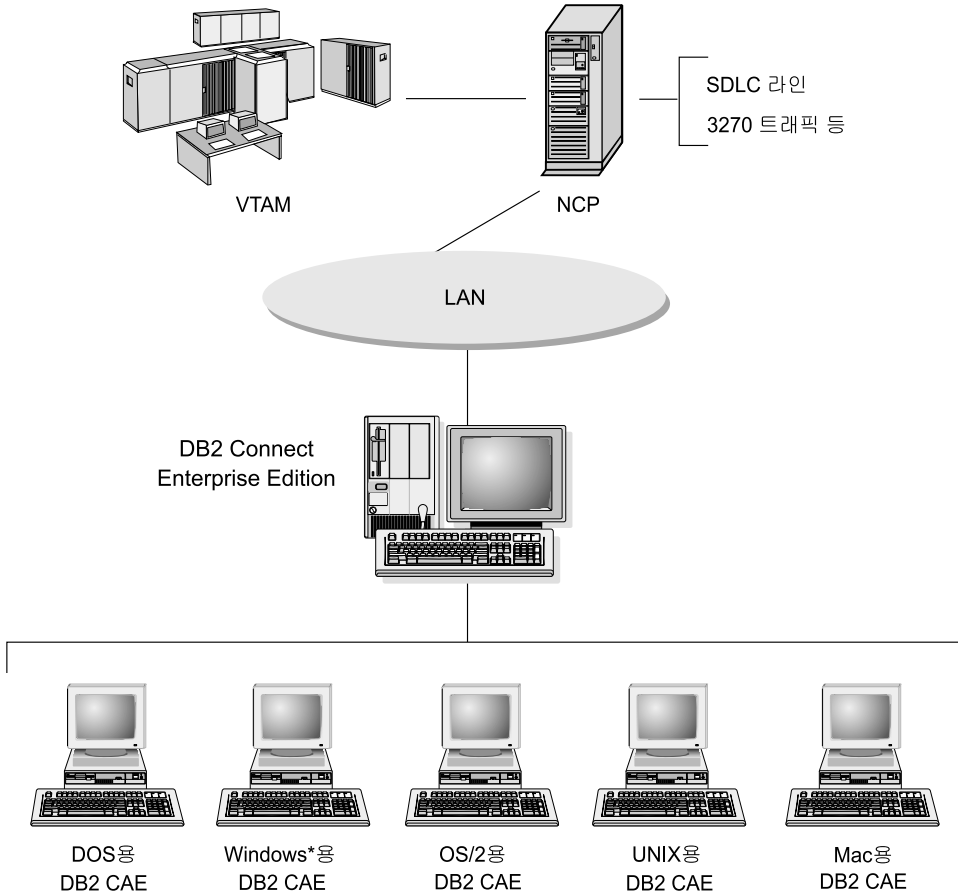 SDLC 라인
3270 트래픽 등
VTAM
NCP
LAN
DB2 Connect
Enterprise Edition
DOS용
DB2 CAE
Windows*용
DB2 CAE
OS/2용
DB2 CAE
UNIX용
DB2 CAE
Mac용
DB2 CAE